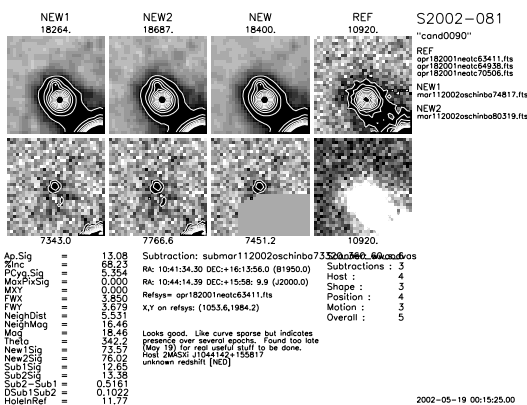 NEW1 NEW2 NEW REF S2002-081
18264. 18687. 18400. 10920. "cand0090"
REF
apr182001neatc63411.fts
apr182001neatc64938.fts
apr182001neatc70506.fts
NEW1
mar112002oschinba74817.fts
NEW2
mar112002oschinba80319.fts
7343.0 7766.6 7451.2 10920.
Ap.Sig = 13.08
%Inc = 68.23
PCyg.Sig = 5.354
MaxPixSig = 0.000
MXY = 0.000
FWX = 3.850
FWY = 3.679
NeighDist = 5.531
NeighMag = 16.46
Mag = 18.46
Theta = 342.2
New1Sig = 73.57
New2Sig = 76.02
Sub1Sig = 12.65
Sub2Sig = 13.38
Sub2-Sub1 = 0.5161
DSub1Sub2 = 0.1022
HoleInRef = 11.77
Subtraction:
RA: 10:41:34.30 DEC:+16:13:56.0 (B1950.0)
RA: 10:44:14.39 DEC:+15:58: 9.9 (J2000.0)
Refsys= apr182001neatc63411.fts
X,Y on refsys: (1053.6,1984.2)
Looks good. Like curve sparse but indicates
presence over several epochs. Found too late
(May 19) for real useful stuff to be done.
Host 2MASXi J1044142+155817
unknown redshift [NED]
Subtractions : 3
Host : 4
Shape : 3
Position : 4
Motion : 3
Overall : 5
2002-05-19 00:15:25.00